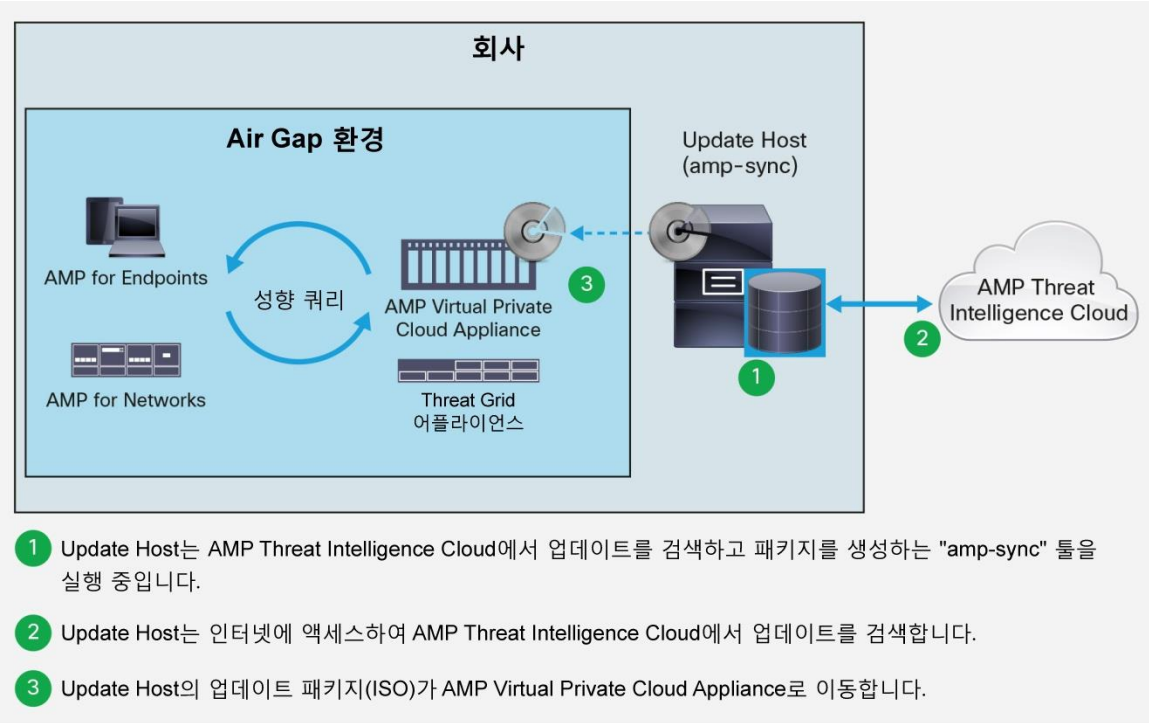 회사
Air Gap 환경
Update Host
(amp-sync)
AMP for Endpoints
성향 쿼리
AMP Virtual Private
Cloud Appliance
3
AMP Threat
Intelligence Cloud
2
1
AMP for Networks
Threat Grid
어플라이언스
1 Update Host는 AMP Threat Intelligence Cloud에서 업데이트를 검색하고 패키지를 생성하는 "amp-sync" 툴을
실행 중입니다.
2 Update Host는 인터넷에 액세스하여 AMP Threat Intelligence Cloud에서 업데이트를 검색합니다.
3 Update Host의 업데이트 패키지(ISO)가 AMP Virtual Private Cloud Appliance로 이동합니다.